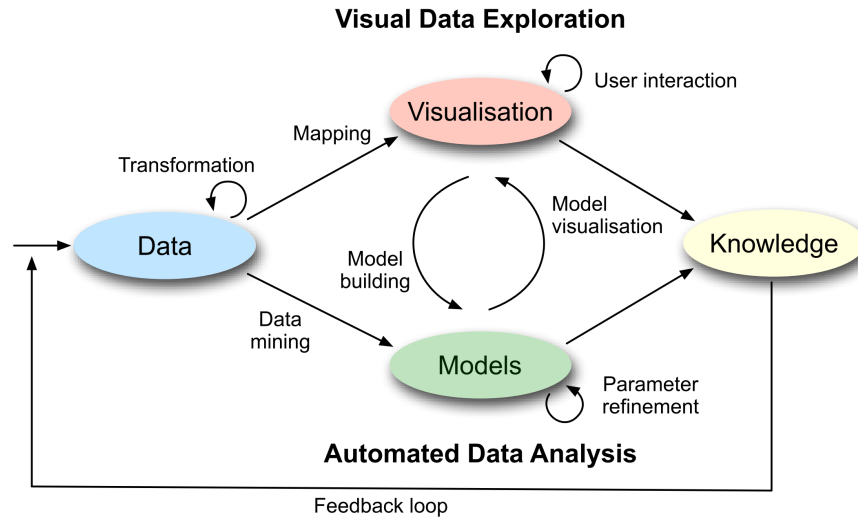 Visual Data Exploration
User interaction
Visualisation
Mapping
Transformation
Model
visualisation
Data
Knowledge
Model
building
Data
mining
Models
Parameter
refinement
Automated Data Analysis
Feedback loop